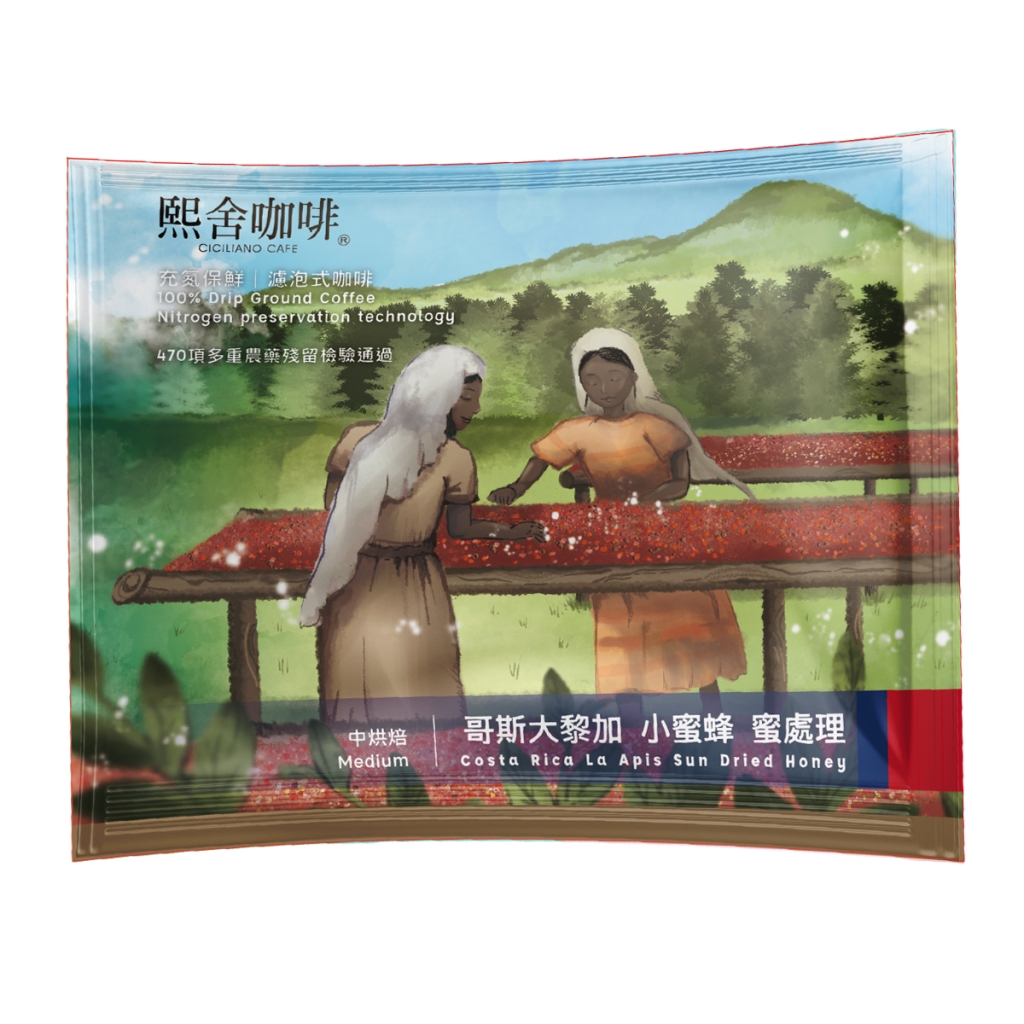 熙舍咖啡®
CICILIANO CAFE
充氮保鮮｜濾泡式咖啡
100% Drip Ground Coffee
Nitrogen preservation technology
470項多重農藥殘留檢驗通過
中烘焙
Medium
哥斯大黎加 小蜜蜂 蜜處理
Costa Rica La Apis Sun Dried Honey